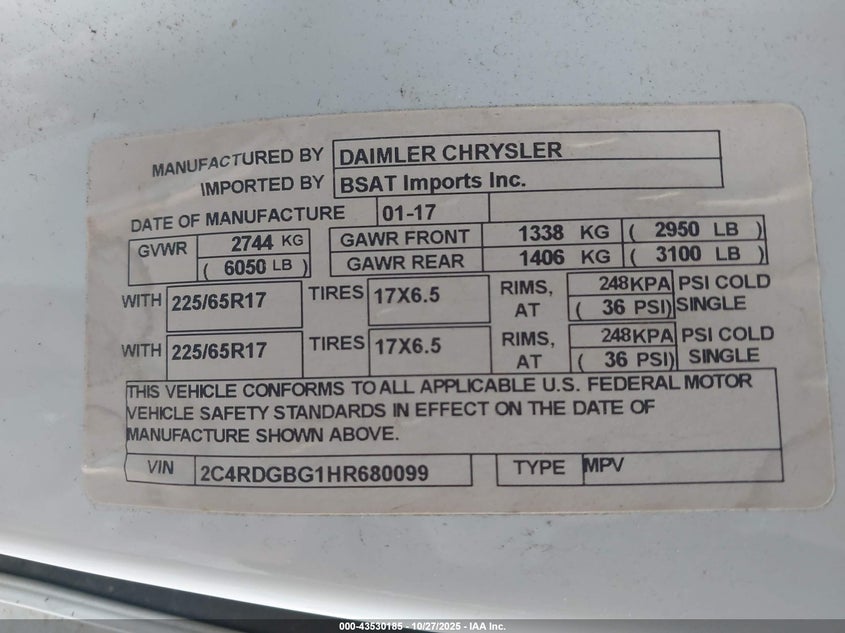 MANUFACTURED BY DAIMLER CHRYSLER
IMPORTED BY BSAT Imports Inc.
DATE OF MANUFACTURE 01-17
GVWR 2744 KG GAWR FRONT 1338 KG ( 2950 LB )
( 6050 LB ) GAWR REAR 1406 KG ( 3100 LB )
WITH 225/65R17 TIRES 17X6.5 RIMS, 248KPA PSI COLD
AT ( 36 PSI) SINGLE
WITH 225/65R17 TIRES 17X6.5 RIMS, 248KPA PSI COLD
AT ( 36 PSI) SINGLE
THIS VEHICLE CONFORMS TO ALL APPLICABLE U.S. FEDERAL MOTOR
VEHICLE SAFETY STANDARDS IN EFFECT ON THE DATE OF
MANUFACTURE SHOWN ABOVE.
VIN 2C4RDGBG1HR680099 TYPE MPV
000-43530185 - 10/27/2025 - IAA Inc.